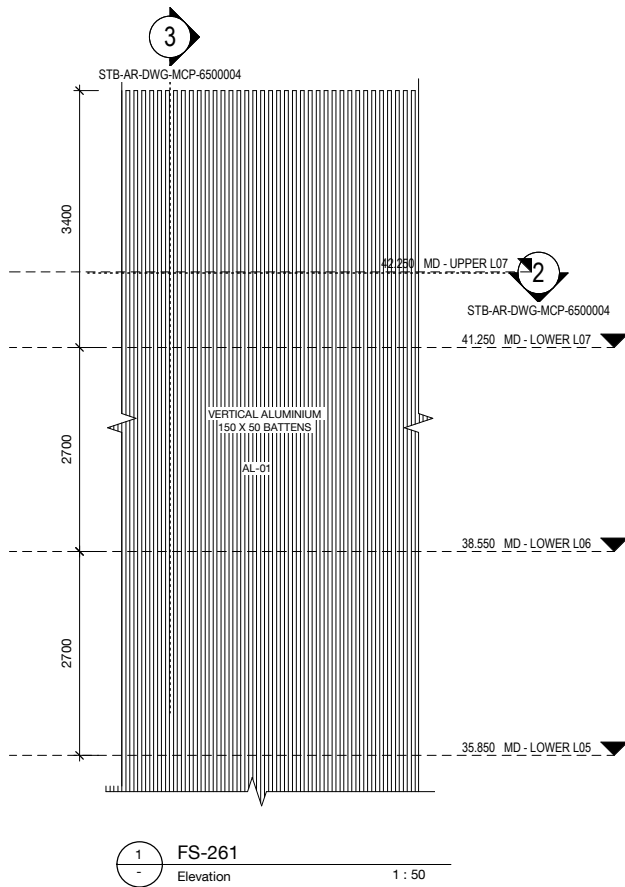 3
STB-AR-DWG-MCP-6500004
3400
42.250 MD - UPPER L07
2
STB-AR-DWG-MCP-6500004
41.250 MD - LOWER L07
VERTICAL ALUMINIUM
150 X 50 BATTENS
2700
AL-01
38.550 MD - LOWER L06
2700
35.850 MD - LOWER L05
1
FS-261
-
Elevation
1 : 50